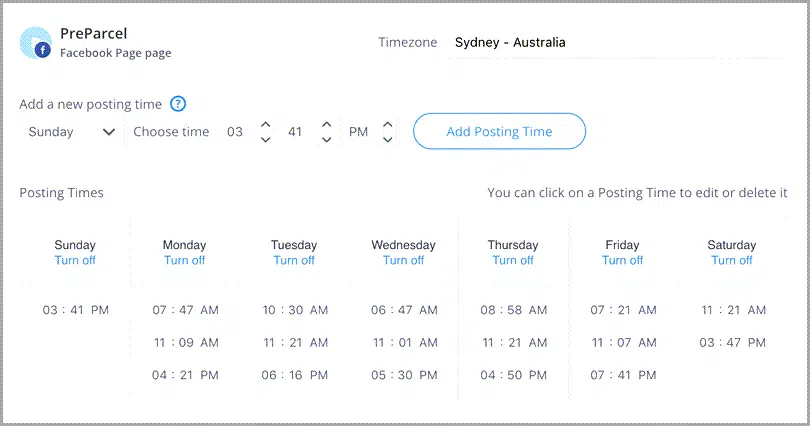 PreParcel
Facebook Page page
Timezone Sydney - Australia
Add a new posting time ?
Sunday Choose time 03 41 PM Add Posting Time
Posting Times You can click on a Posting Time to edit or delete it
Sunday Monday Tuesday Wednesday Thursday Friday Saturday
Turn off Turn off Turn off Turn off Turn off Turn off Turn off
03 : 41 PM 07 : 47 AM 10 : 30 AM 06 : 47 AM 08 : 58 AM 07 : 21 AM 11 : 21 AM
11 : 09 AM 11 : 21 AM 11 : 01 AM 11 : 21 AM 11 : 07 AM 03 : 47 PM
04 : 21 PM 06 : 16 PM 05 : 30 PM 04 : 50 PM 07 : 41 PM